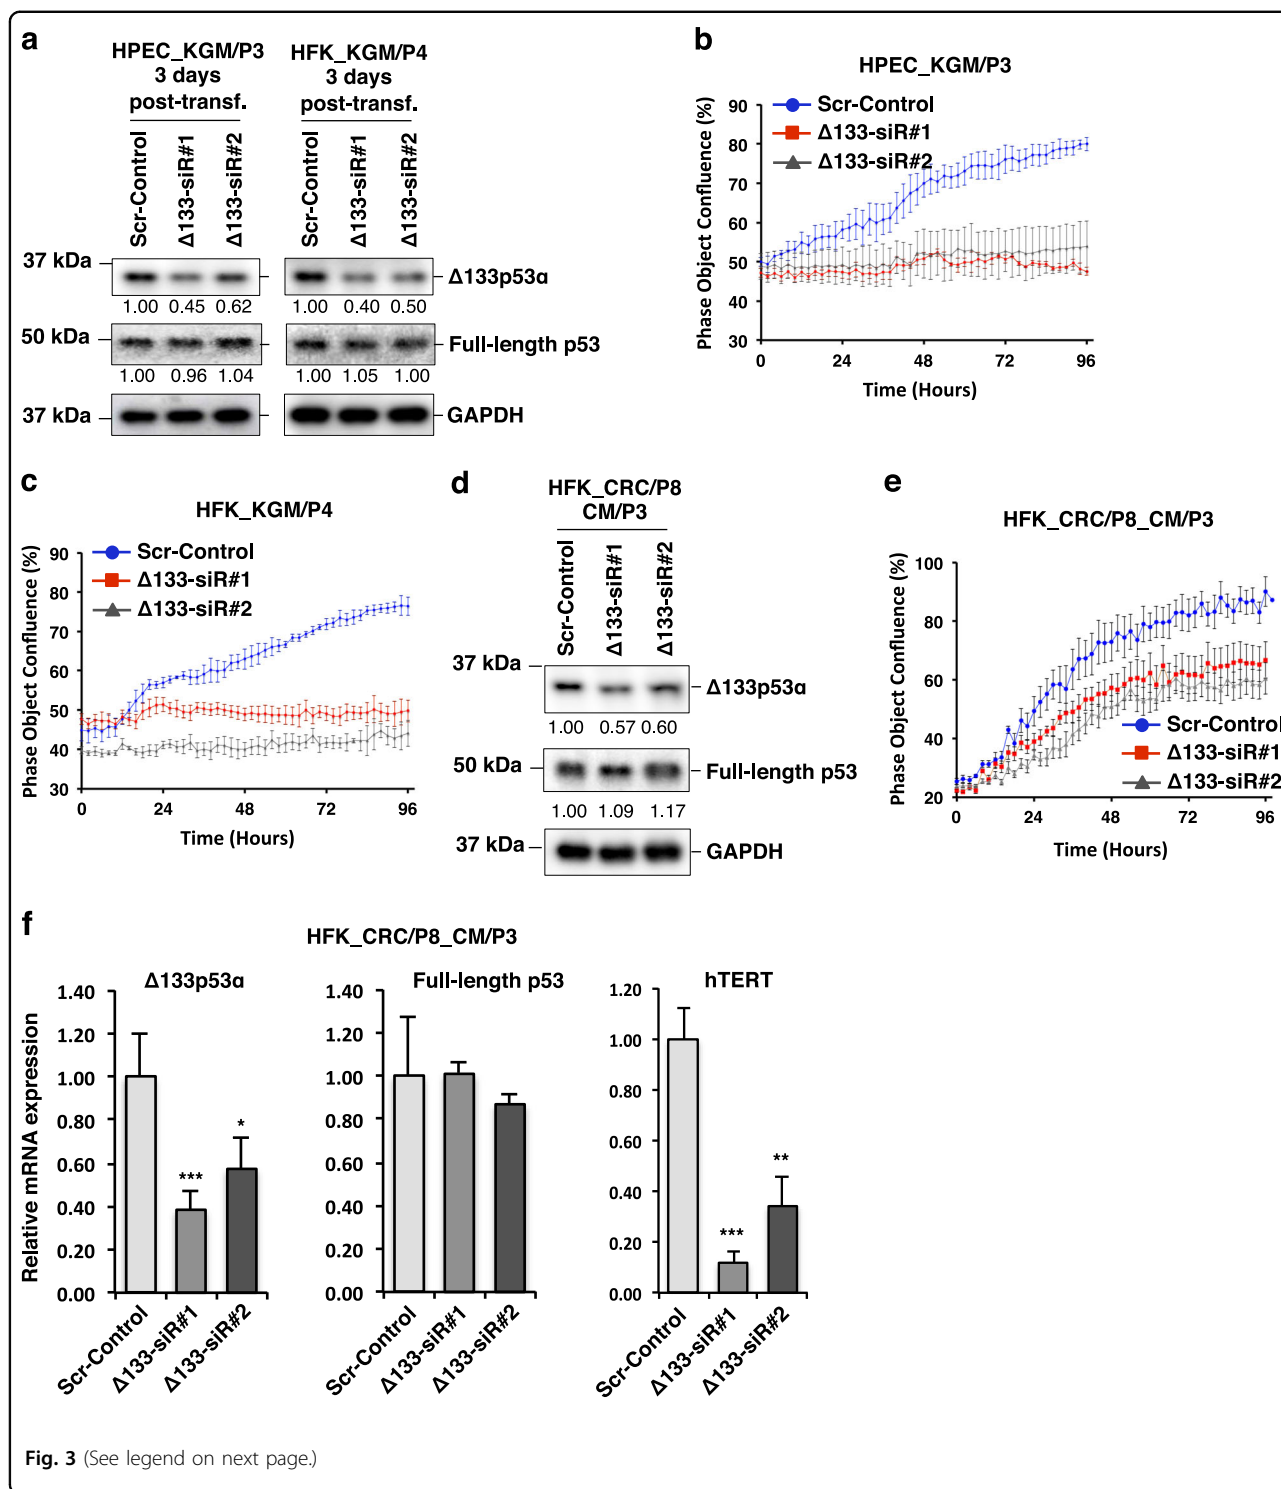 a
HPEC_KGM/P3
3 days
post-transf.
HFK_KGM/P4
3 days
post-transf.
Scr-Control
Δ133-siR#1
Δ133-siR#2
Scr-Control
Δ133-siR#1
Δ133-siR#2
37 kDa
Δ133p53α
1.00 0.45 0.62 1.00 0.40 0.50
50 kDa
Full-length p53
1.00 0.96 1.04 1.00 1.05 1.00
37 kDa
GAPDH
b
HPEC_KGM/P3
Phase Object Confluence (%)
90
80
70
60
50
40
30
Scr-Control
Δ133-siR#1
Δ133-siR#2
0 24 48 72 96
Time (Hours)
c
HFK_KGM/P4
Phase Object Confluence (%)
90
80
70
60
50
40
30
Scr-Control
Δ133-siR#1
Δ133-siR#2
0 24 48 72 96
Time (Hours)
d
HFK_CRC/P8
CM/P3
Scr-Control
Δ133-siR#1
Δ133-siR#2
37 kDa
Δ133p53α
1.00 0.57 0.60
50 kDa
Full-length p53
1.00 1.09 1.17
37 kDa
GAPDH
e
HFK_CRC/P8_CM/P3
Phase Object Confluence (%)
100
80
60
40
20
Scr-Control
Δ133-siR#1
Δ133-siR#2
0 24 48 72 96
Time (Hours)
f
HFK_CRC/P8_CM/P3
Relative mRNA expression
Δ133p53α
1.40
1.20
1.00
0.80
0.60
0.40
0.20
0.00
***
*
Scr-Control
Δ133-siR#1
Δ133-siR#2
Full-length p53
1.40
1.20
1.00
0.80
0.60
0.40
0.20
0.00
Scr-Control
Δ133-siR#1
Δ133-siR#2
hTERT
1.20
1.00
0.80
0.60
0.40
0.20
0.00
***
**
Scr-Control
Δ133-siR#1
Δ133-siR#2
Fig. 3 (See legend on next page.)